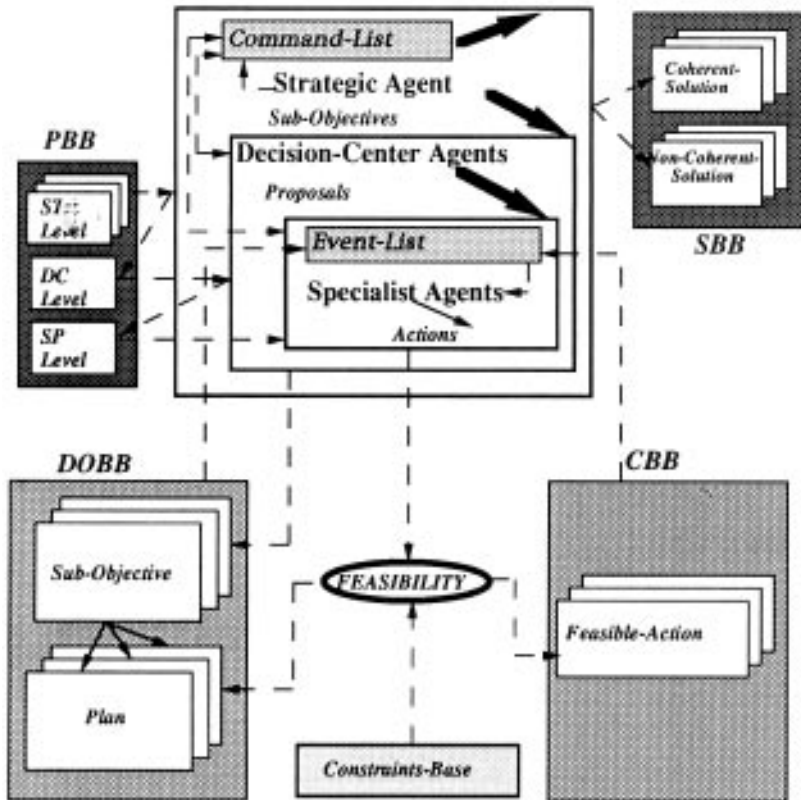 Command-List
Strategic Agent
Sub-Objectives
Decision-Center Agents
Proposals
Event-List
Specialist Agents
Actions
PBB
Level
DC
Level
SP
Level
Coherent-
Solution
Non-Coherent-
Solution
SBB
DOBB
Sub-Objective
Plan
FEASIBILITY
Constraints-Base
CBB
Feasible-Action